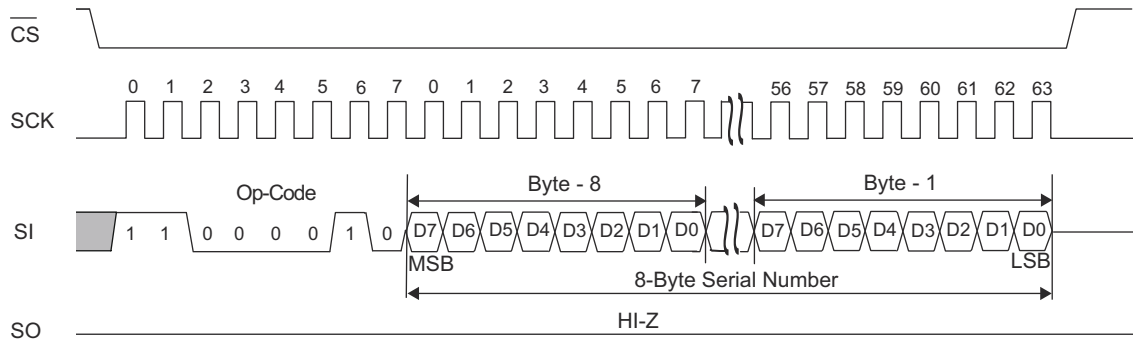 CS
0 1 2 3 4 5 6 7 0 1 2 3 4 5 6 7 56 57 58 59 60 61 62 63
SCK
Op-Code Byte - 8 Byte - 1
SI 1 1 0 0 0 0 1 0 D7 D6 D5 D4 D3 D2 D1 D0 D7 D6 D5 D4 D3 D2 D1 D0
MSB LSB
8-Byte Serial Number
HI-Z
SO